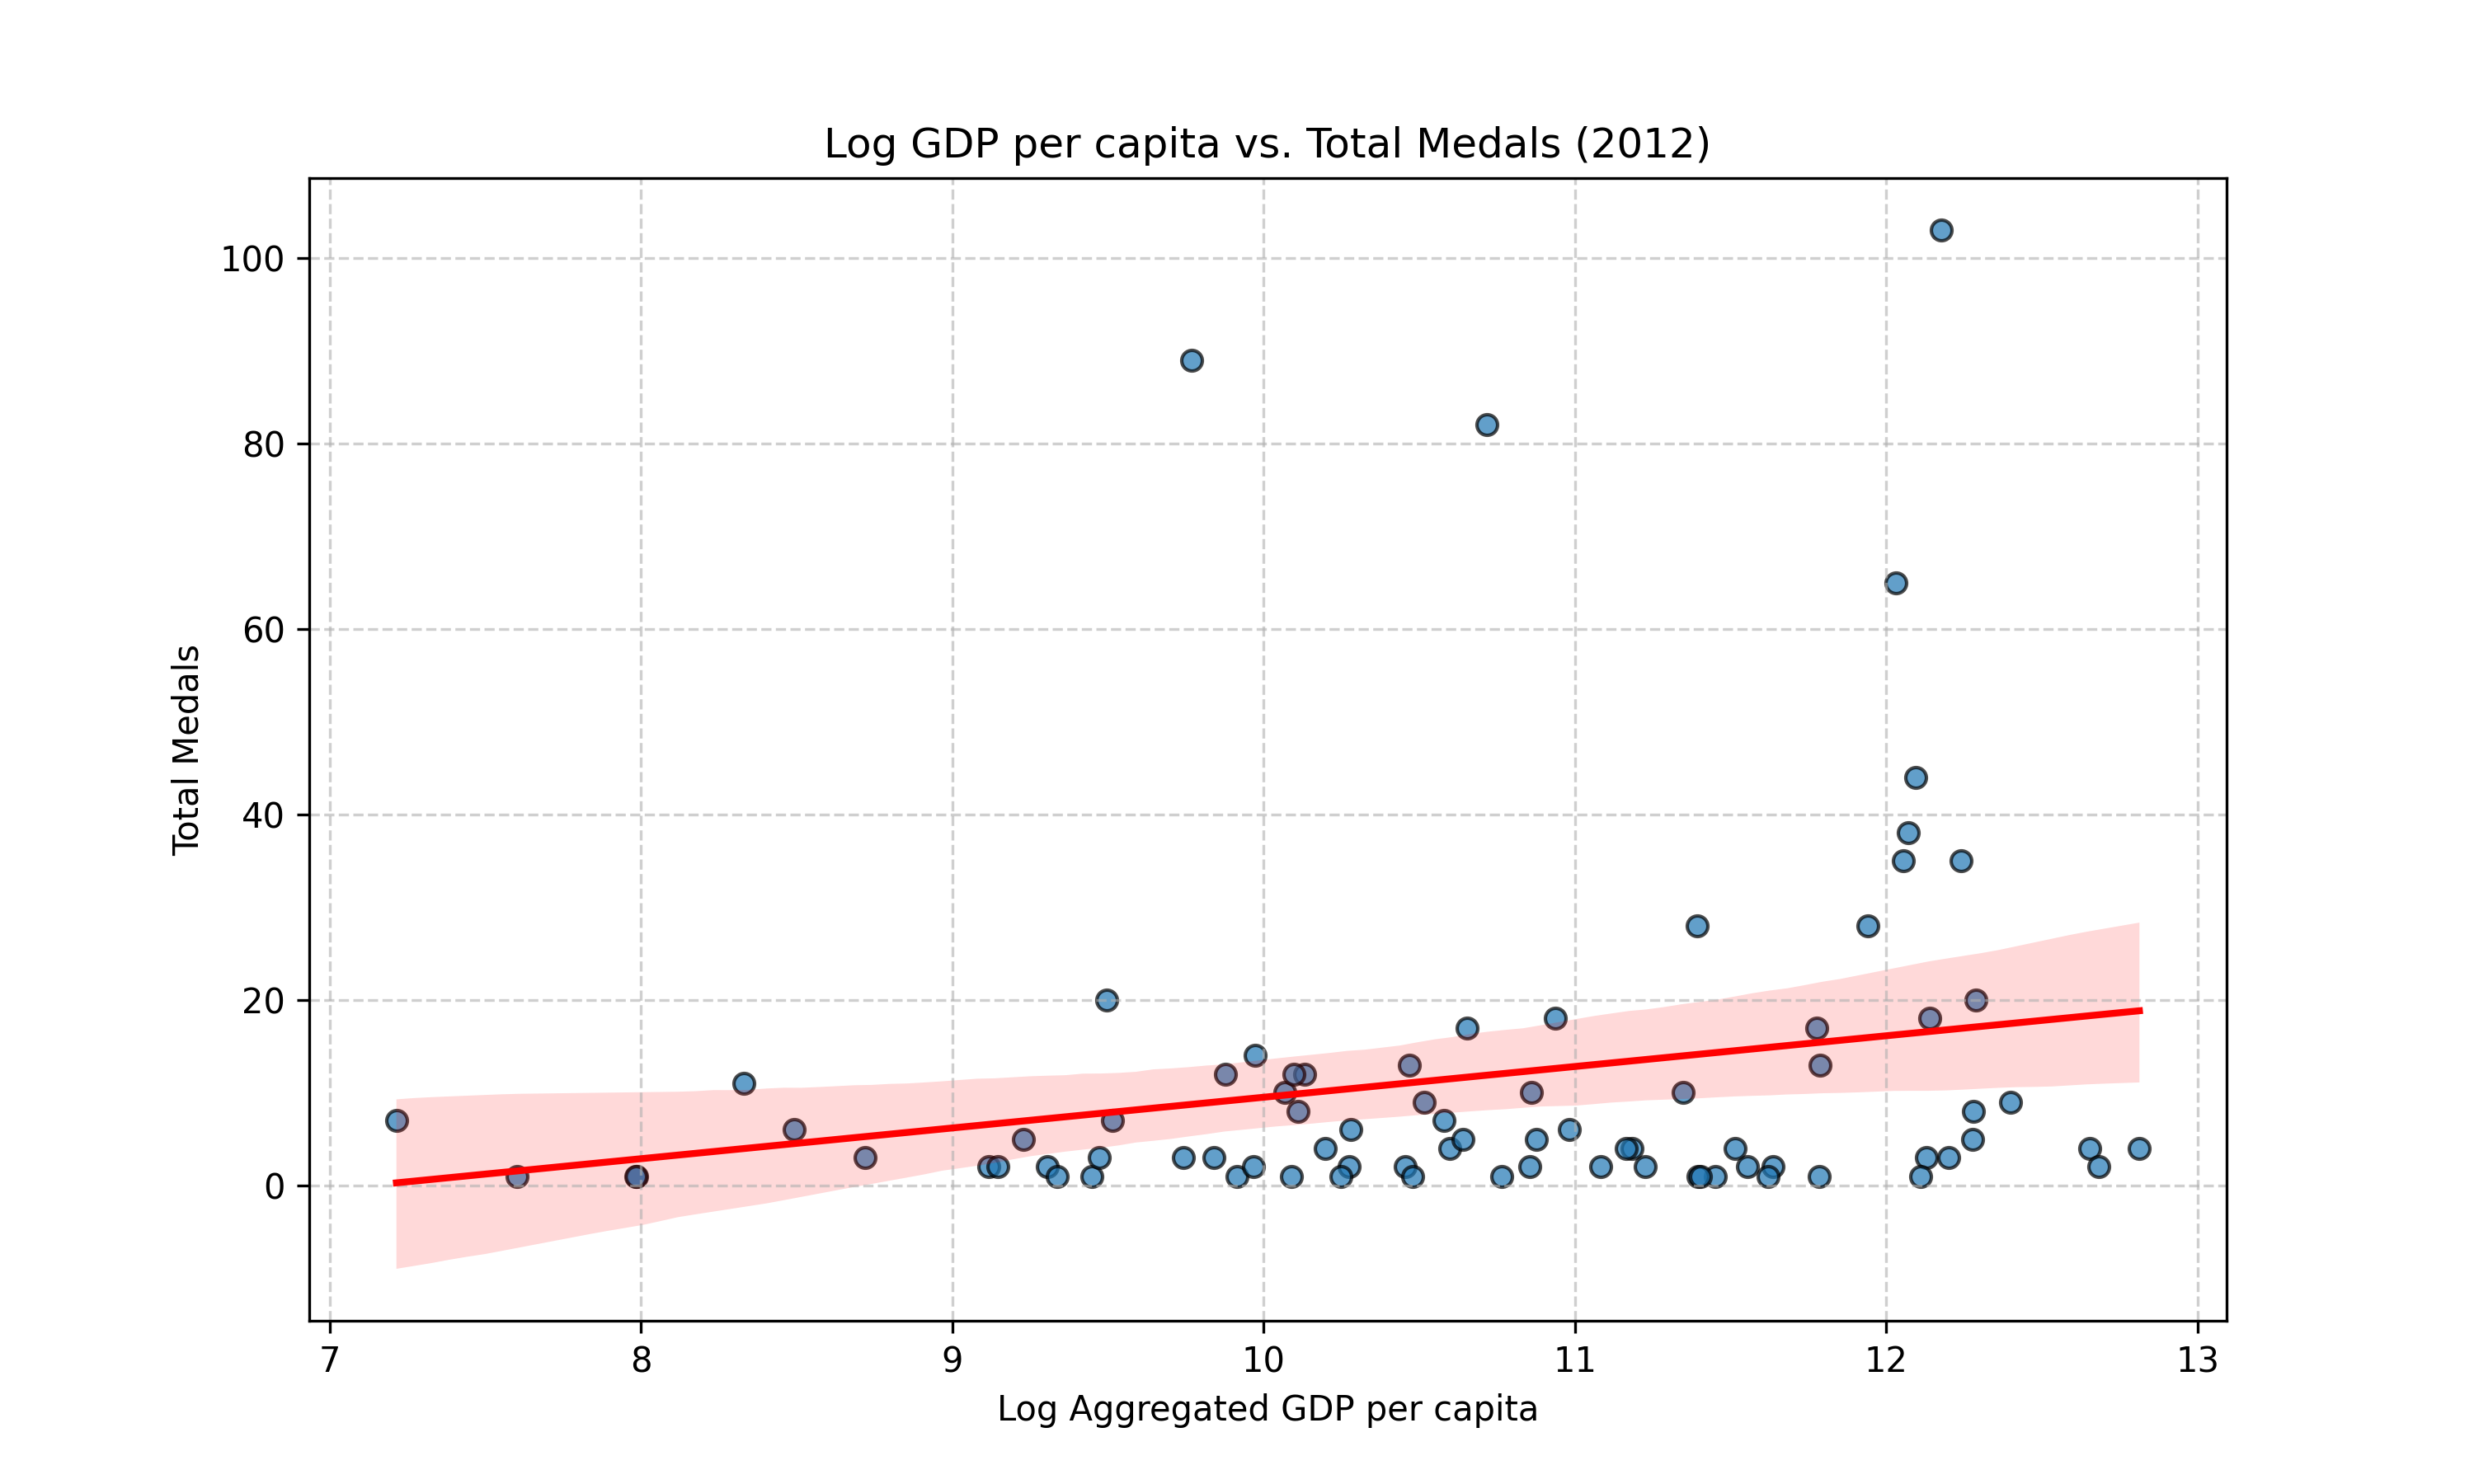 Log GDP per capita vs. Total Medals (2012)
Total Medals
100
80
60
40
20
0
7 8 9 10 11 12 13
Log Aggregated GDP per capita